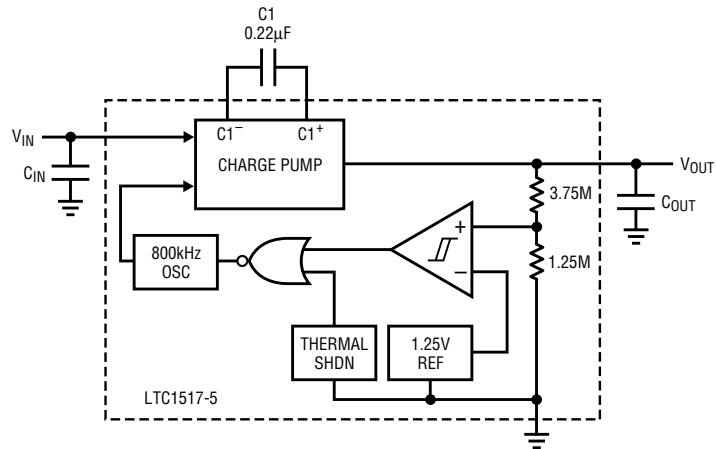 C1
0.22µF
V_IN
C_IN
C1⁻
C1⁺
CHARGE PUMP
V_OUT
C_OUT
3.75M
1.25M
+
−
800kHz
OSC
THERMAL
SHDN
1.25V
REF
LTC1517-5